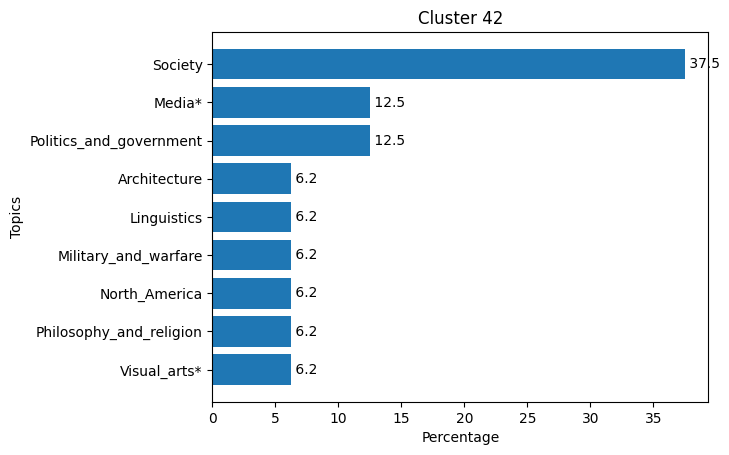 Cluster 42
Society 37.5
Media* 12.5
Politics_and_government 12.5
Architecture 6.2
Linguistics 6.2
Military_and_warfare 6.2
North_America 6.2
Philosophy_and_religion 6.2
Visual_arts* 6.2
Topics
0 5 10 15 20 25 30 35
Percentage